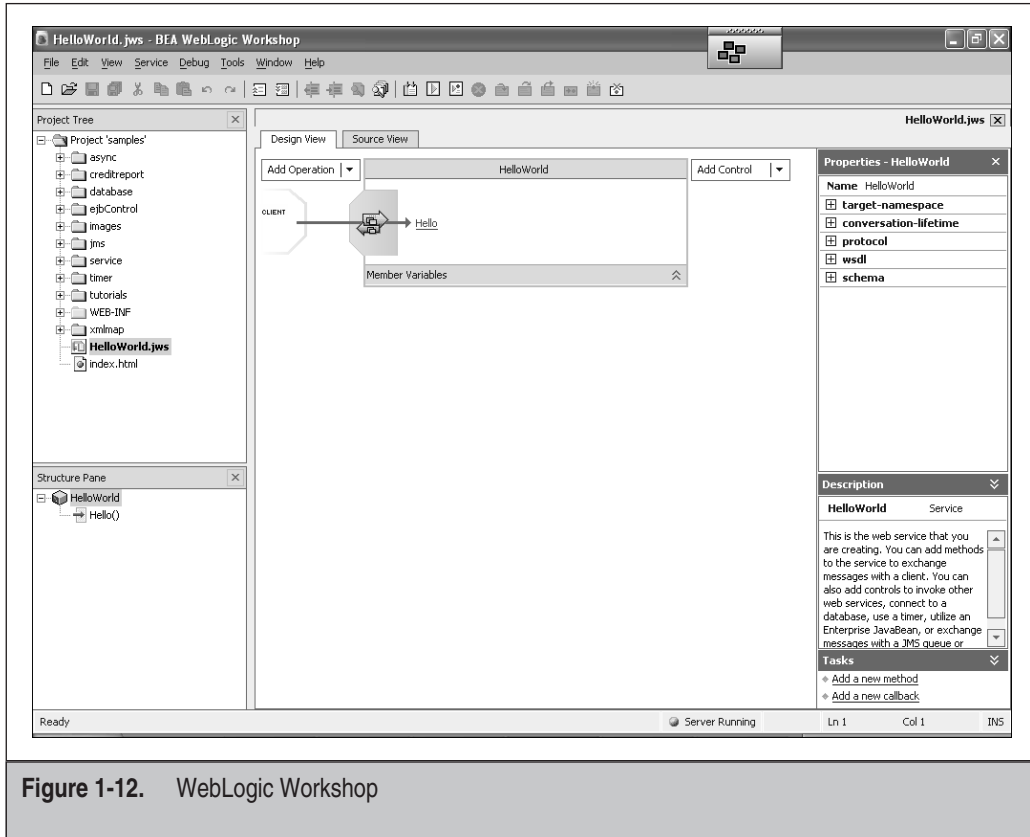 HelloWorld.jws - BEA WebLogic Workshop
File Edit View Service Debug Tools Window Help
Project Tree
Project 'samples'
async
creditreport
database
ejbControl
images
jms
service
timer
tutorials
WEB-INF
xmlmap
HelloWorld.jws
index.html
Structure Pane
HelloWorld
Hello()
HelloWorld.jws
Design View Source View
Add Operation HelloWorld Add Control
CLIENT
Hello
Member Variables
Properties - HelloWorld
Name HelloWorld
target-namespace
conversation-lifetime
protocol
wsdl
schema
Description
HelloWorld Service
This is the web service that you
are creating. You can add methods
to the service to exchange
messages with a client. You can
also add controls to invoke other
web services, connect to a
database, use a timer, utilize an
Enterprise JavaBean, or exchange
messages with a JMS queue or
Tasks
Add a new method
Add a new callback
Ready Server Running Ln 1 Col 1 INS
Figure 1-12. WebLogic Workshop